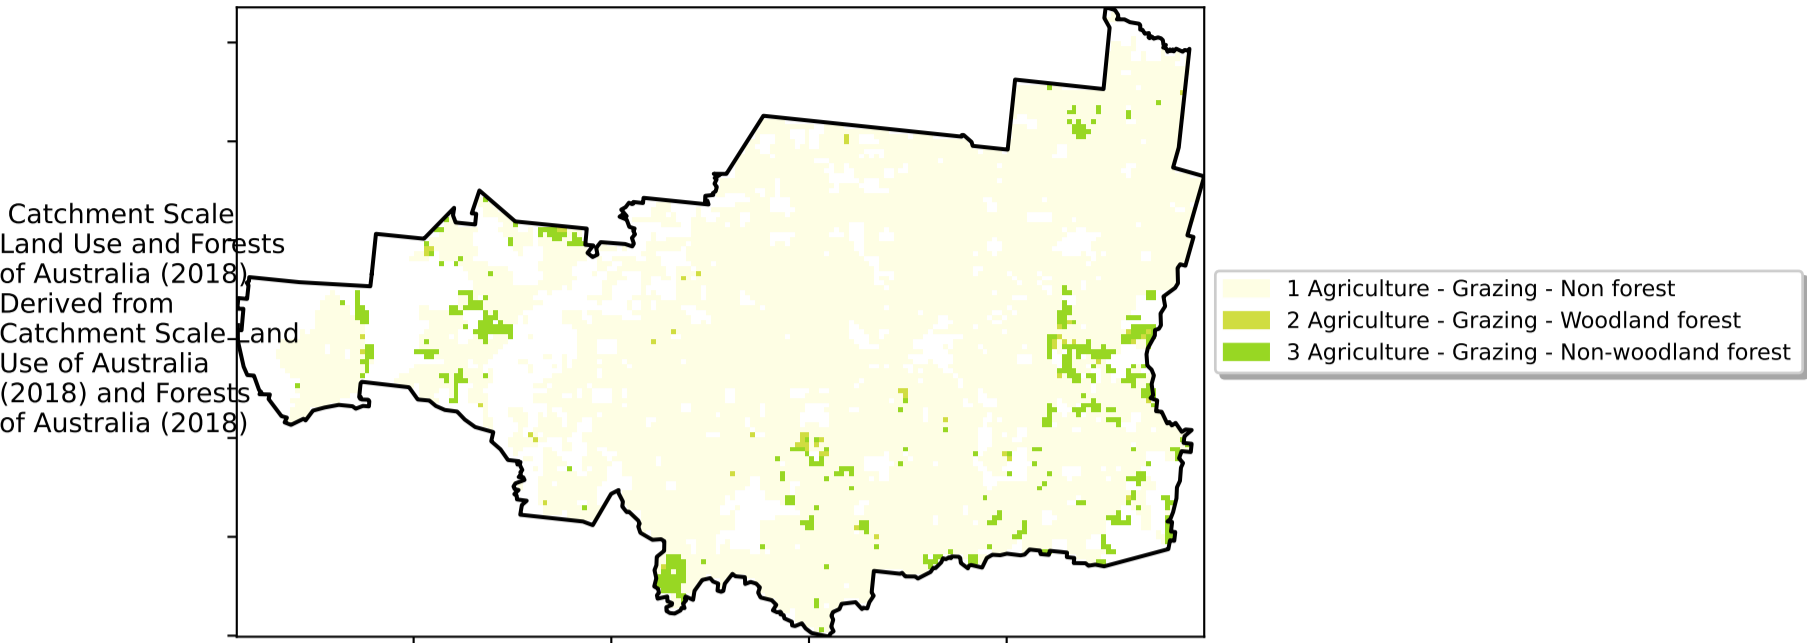 Catchment Scale
Land Use and Forests
of Australia (2018)
Derived from
Catchment Scale Land
Use of Australia
(2018) and Forests
of Australia (2018)
1 Agriculture - Grazing - Non forest
2 Agriculture - Grazing - Woodland forest
3 Agriculture - Grazing - Non-woodland forest